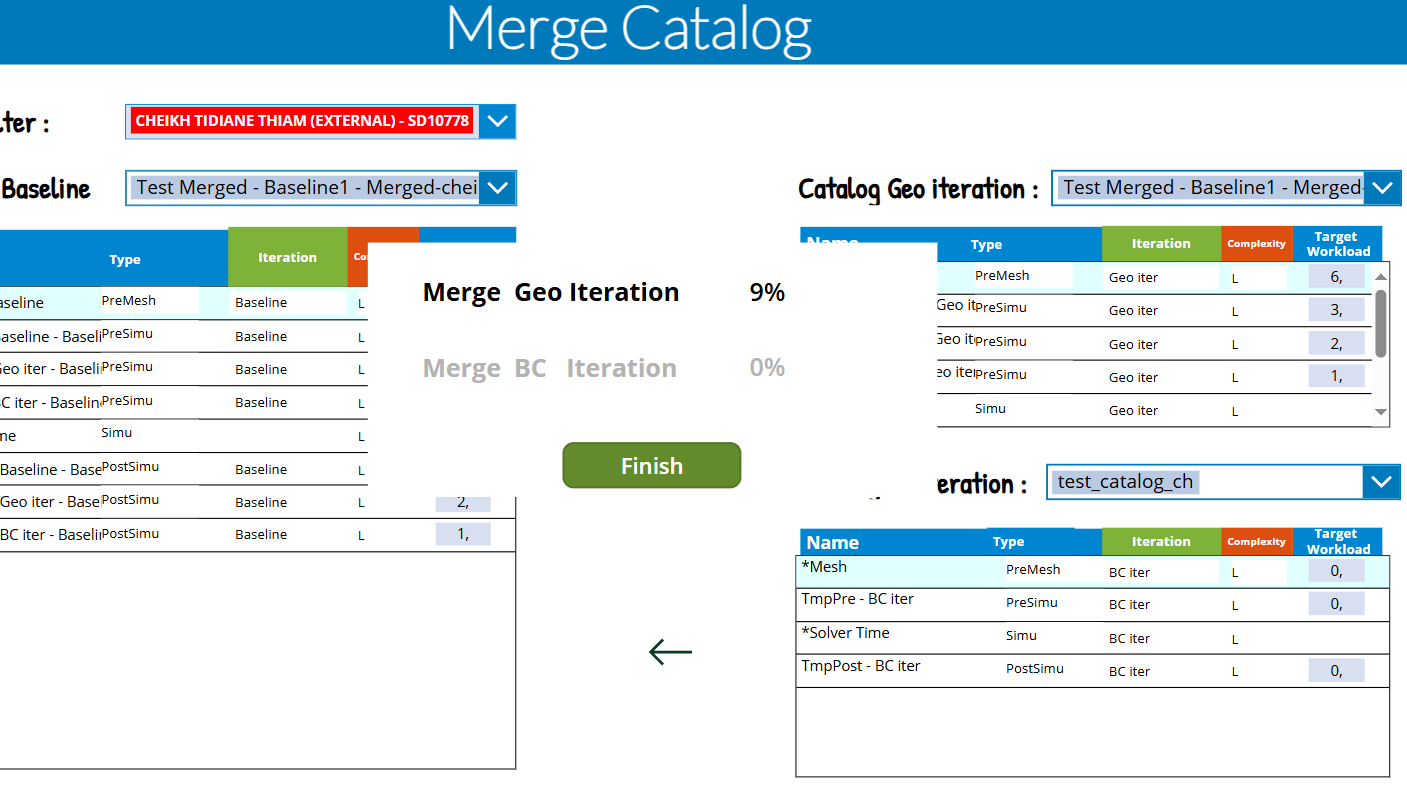 Merge Catalog
lter :
CHEIKH TIDIANE THIAM (EXTERNAL) - SD10778
Baseline
Test Merged - Baseline1 - Merged-chei
Catalog Geo iteration :
Test Merged - Baseline1 - Merged-
Type
Iteration
Co
aseline
PreMesh
Baseline
L
Baseline - Baseli
PreSimu
Baseline
L
Geo iter - Baseli
PreSimu
Baseline
L
BC iter - Baselin
PreSimu
Baseline
L
me
Simu
L
Baseline - Base
PostSimu
Baseline
L
Geo iter - Base
PostSimu
Baseline
L
2,
BC iter - Baseli
PostSimu
Baseline
L
1,
Merge Geo Iteration
9%
Merge BC Iteration
0%
Finish
Name
Type
Iteration
Complexity
Target
Workload
PreMesh
Geo iter
L
6,
Geo it
PreSimu
Geo iter
L
3,
Geo it
PreSimu
Geo iter
L
2,
eo iter
PreSimu
Geo iter
L
1,
Simu
Geo iter
L
eration :
test_catalog_ch
Name
Type
Iteration
Complexity
Target
Workload
*Mesh
PreMesh
BC iter
L
0,
TmpPre - BC iter
PreSimu
BC iter
L
0,
*Solver Time
Simu
BC iter
L
TmpPost - BC iter
PostSimu
BC iter
L
0,